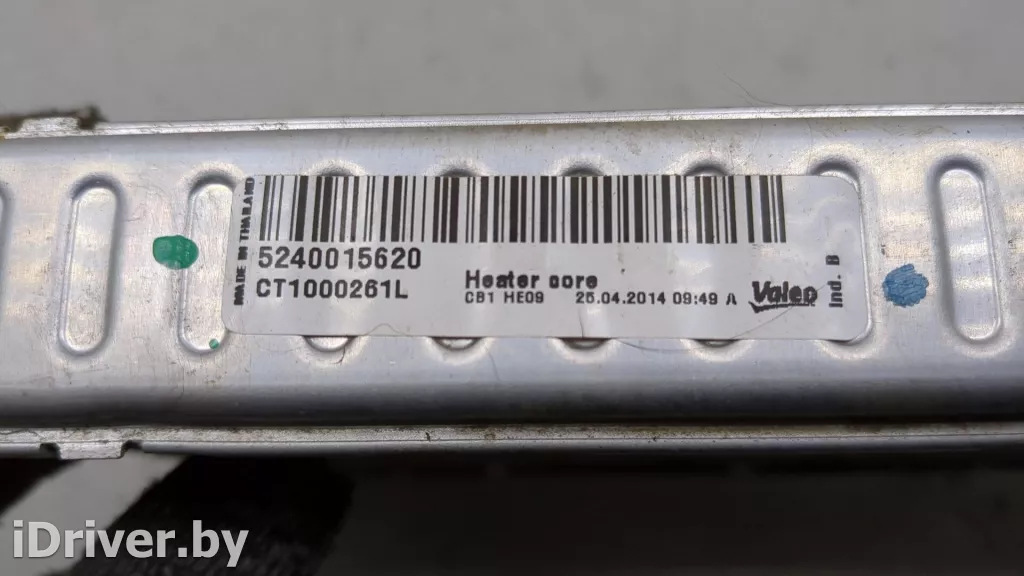 MADE IN THAILAND
5240015620
CT1000261L
Heater core
CB1 HE09 25.04.2014 09:49 A
Valeo
Ind. B
iDriver.by